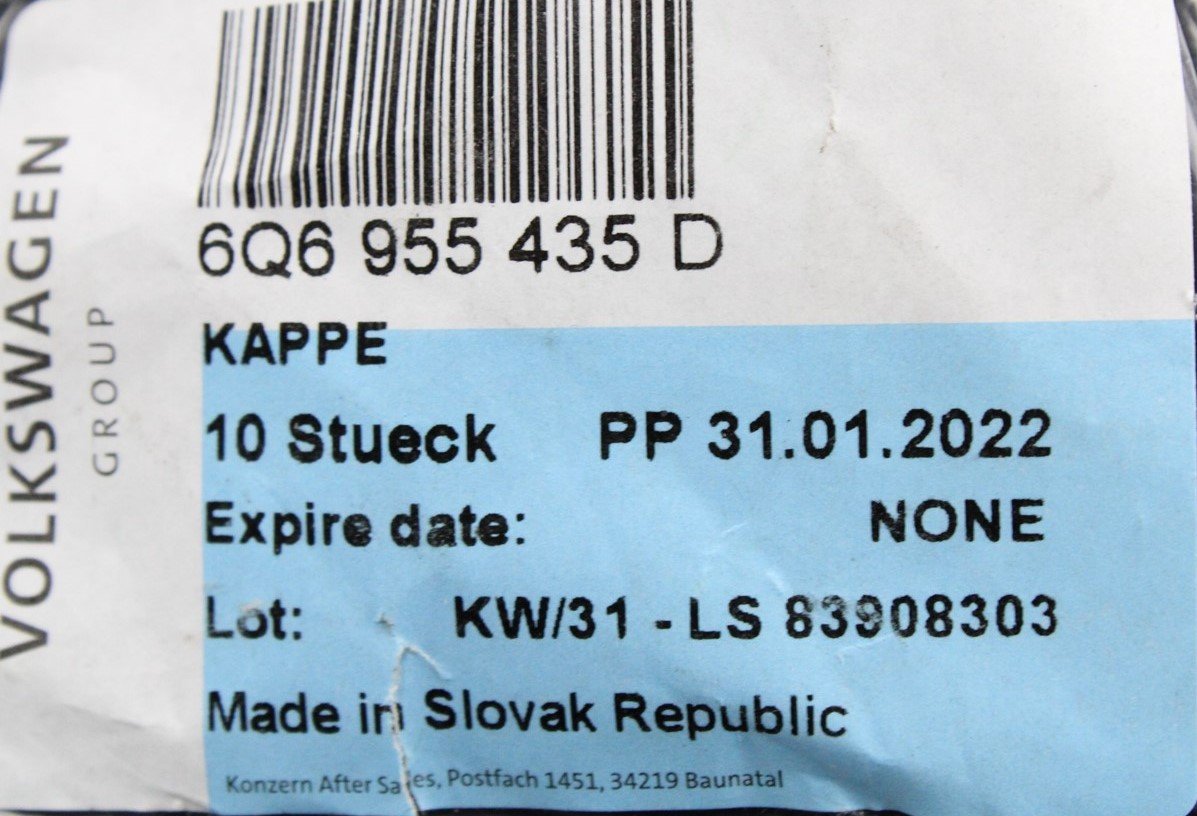 VOLKSWAGEN
GROUP
6Q6 955 435 D
KAPPE
10 Stueck PP 31.01.2022
Expire date: NONE
Lot: KW/31 - LS 83908303
Made in Slovak Republic
Konzern After Sales, Postfach 1451, 34219 Baunatal